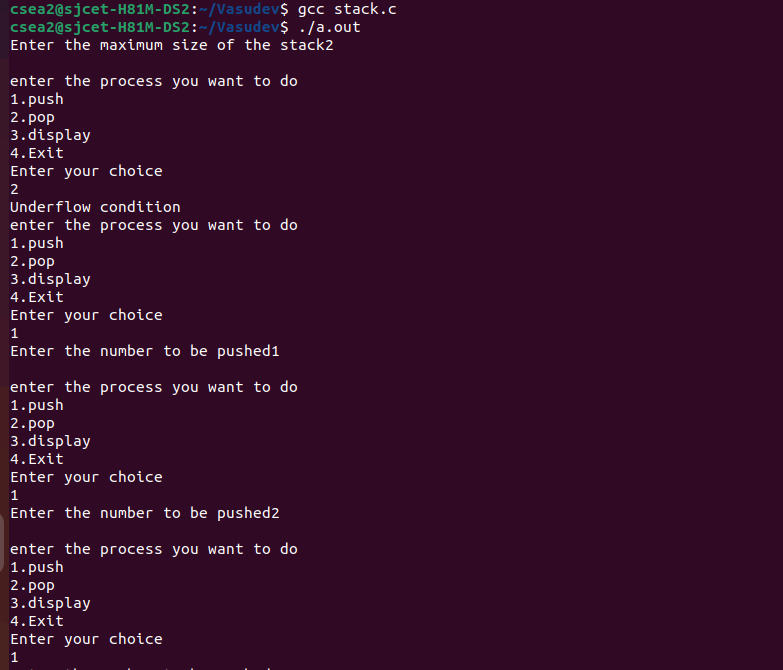 csea2@sjcet-H81M-DS2:~/Vasudev$ gcc stack.c
csea2@sjcet-H81M-DS2:~/Vasudev$ ./a.out
Enter the maximum size of the stack2
enter the process you want to do
1.push
2.pop
3.display
4.Exit
Enter your choice
2
Underflow condition
enter the process you want to do
1.push
2.pop
3.display
4.Exit
Enter your choice
1
Enter the number to be pushed1
enter the process you want to do
1.push
2.pop
3.display
4.Exit
Enter your choice
1
Enter the number to be pushed2
enter the process you want to do
1.push
2.pop
3.display
4.Exit
Enter your choice
1